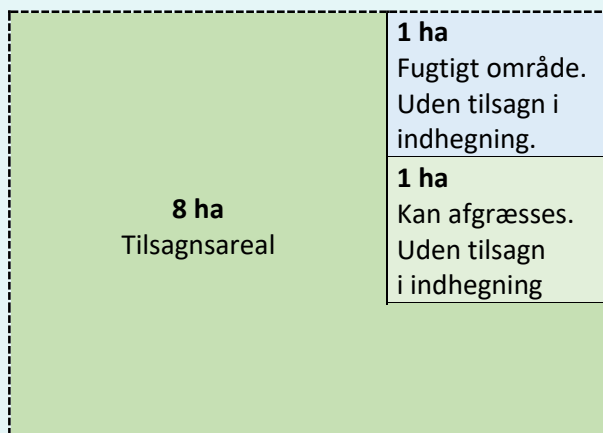 1 ha
Fugtigt område.
Uden tilsagn i
indhegning.
1 ha
Kan afgræsses.
Uden tilsagn
i indhegning
8 ha
Tilsagnsareal